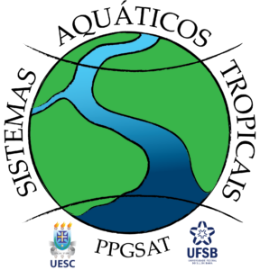 SISTEMAS AQUÁTICOS TROPICAIS
PPGSAT
UESC
UFSB